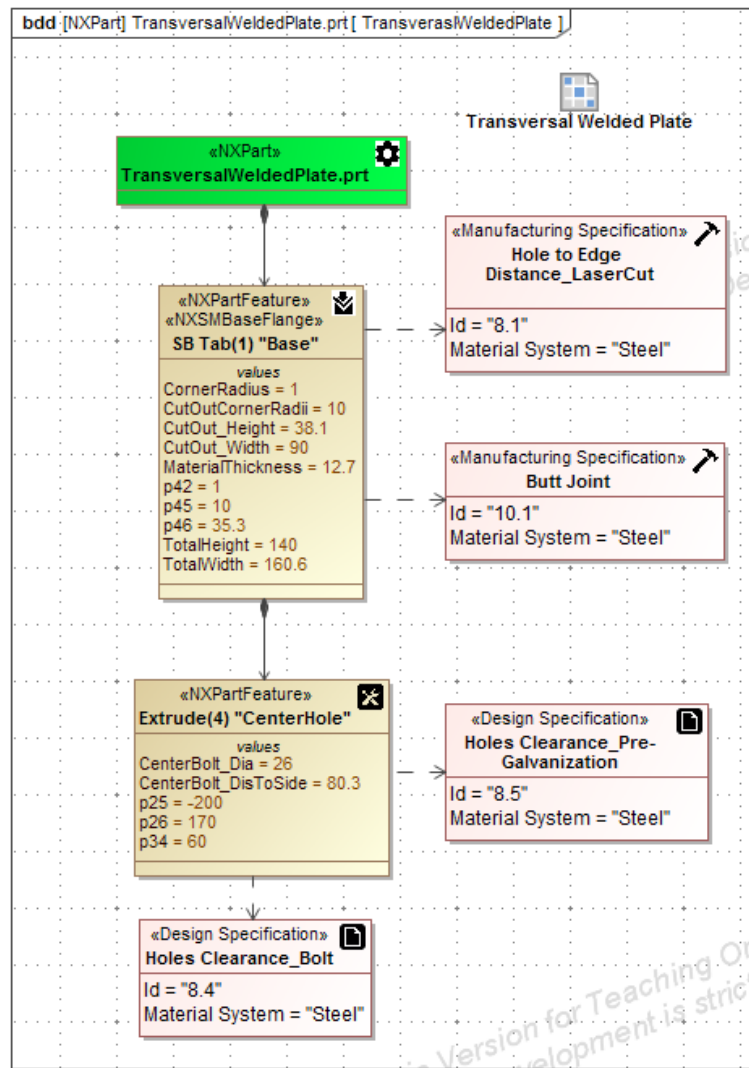 bdd [NXPart] TransversalWeldedPlate.prt [ TransveraslWeldedPlate ]
Transversal Welded Plate
«NXPart»
TransversalWeldedPlate.prt
«Manufacturing Specification»
Hole to Edge
Distance_LaserCut
Id = "8.1"
Material System = "Steel"
«NXPartFeature»
«NXSMBaseFlange»
SB Tab(1) "Base"
values
CornerRadius = 1
CutOutCornerRadii = 10
CutOut_Height = 38.1
CutOut_Width = 90
MaterialThickness = 12.7
p42 = 1
p45 = 10
p46 = 35.3
TotalHeight = 140
TotalWidth = 160.6
«Manufacturing Specification»
Butt Joint
Id = "10.1"
Material System = "Steel"
«NXPartFeature»
Extrude(4) "CenterHole"
values
CenterBolt_Dia = 26
CenterBolt_DisToSide = 80.3
p25 = -200
p26 = 170
p34 = 60
«Design Specification»
Holes Clearance_Pre-
Galvanization
Id = "8.5"
Material System = "Steel"
«Design Specification»
Holes Clearance_Bolt
Id = "8.4"
Material System = "Steel"
Version for Teaching
is